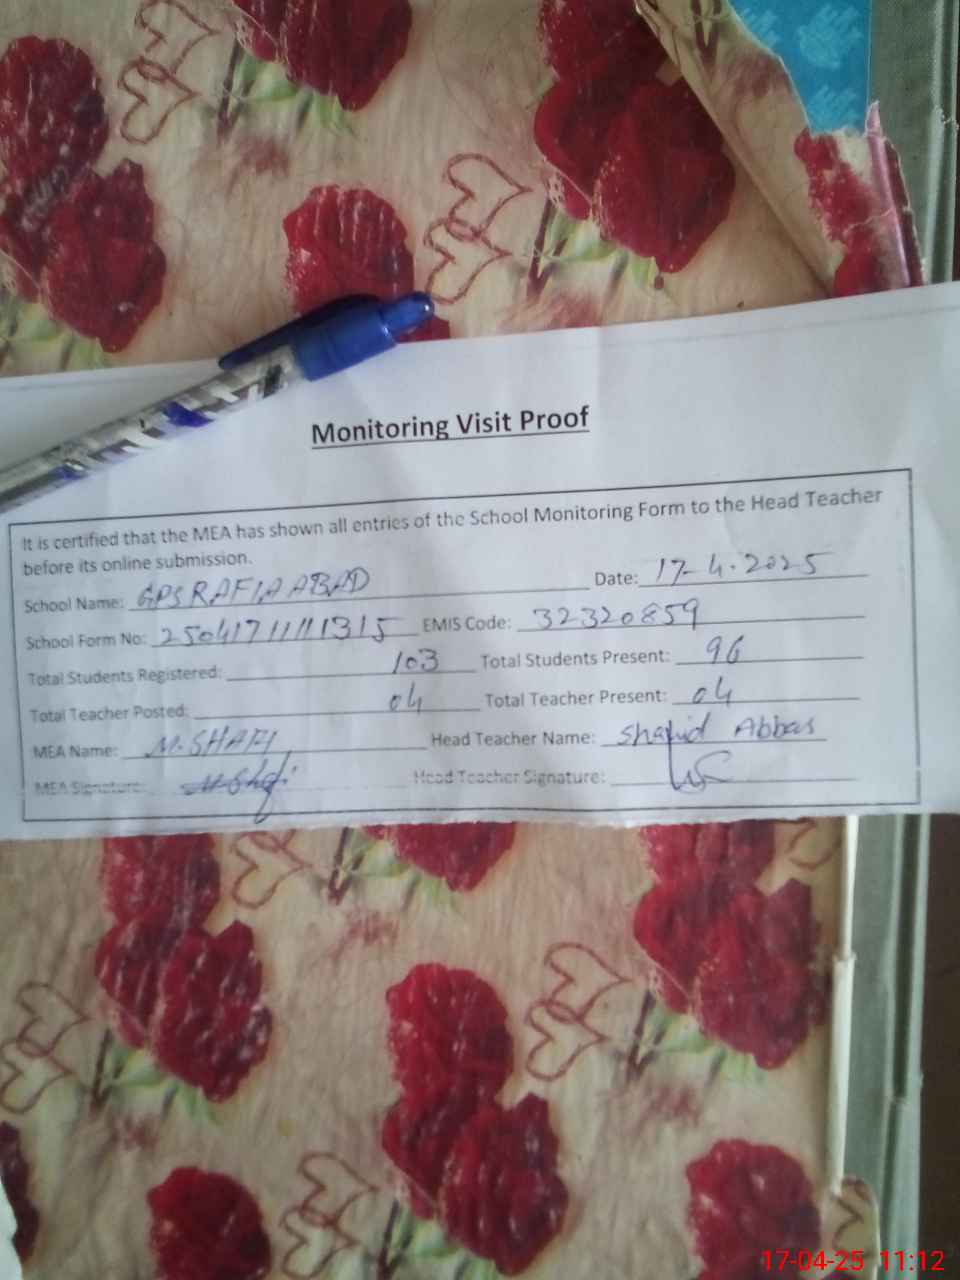 Monitoring Visit Proof
It is certified that the MEA has shown all entries of the School Monitoring Form to the Head Teacher
before its online submission.
School Name: GPS RAFIA ABAD Date: 17-4-2025
School Form No: 250417111111315 EMIS Code: 32320859
Total Students Registered: 103 Total Students Present: 96
Total Teacher Posted: 04 Total Teacher Present: 04
MEA Name: M.SHAFI Head Teacher Name: Shahid Abbas
MEA Signature: M.Shafi Head Teacher Signature:
17-04-25 11:12